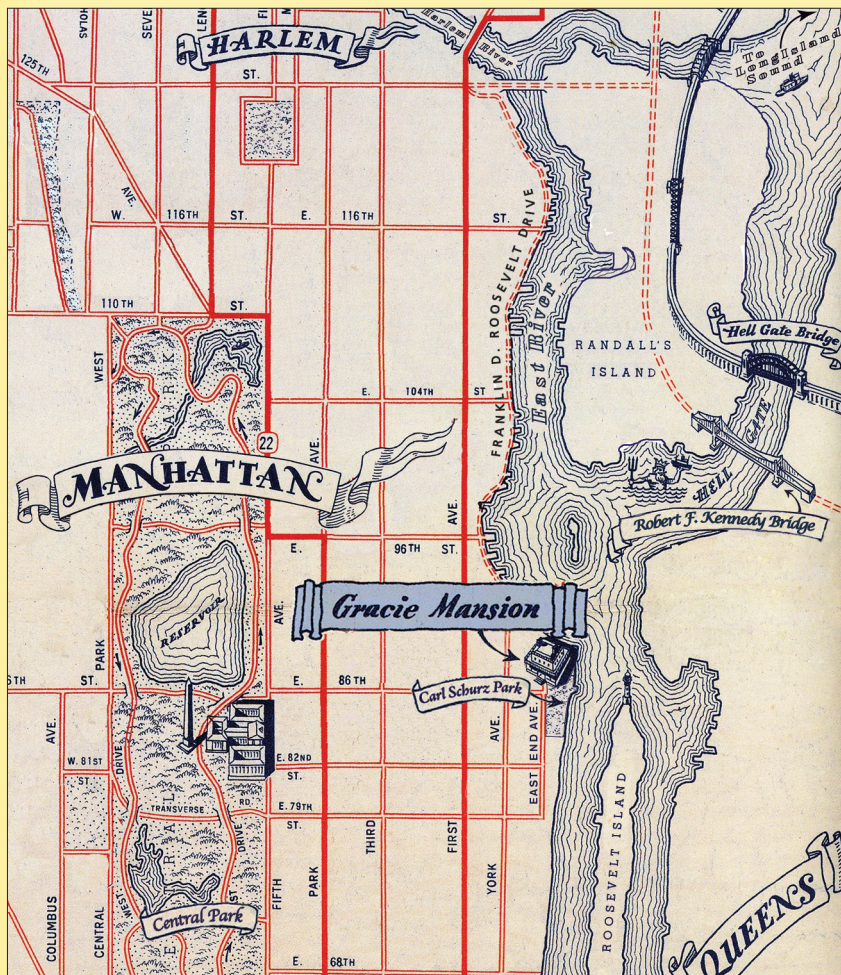 HARLEM
Harlem
River
To
Long Island
Sound
SEVE
LEN
125TH
ST.
AVE.
W.
116TH
ST.
E.
116TH
ST.
110TH
ST.
FRANKLIN D. ROOSEVELT DRIVE
East River
RANDALL'S
ISLAND
Hell Gate Bridge
WEST
E.
104TH
ST
22
AVE.
MANHATTAN
AVE.
HELL GATE
Robert F. Kennedy Bridge
E.
96TH
ST.
Gracie Mansion
RESERVOIR
AVE.
PARK
ST.
E.
86TH
Carl Schurz Park
AVE.
AVE.
EAST END AVE.
W. 81ST
ST.
DRIVE
E. 82ND
ST.
TRANSVERSE
RD
E. 79TH
ST.
DRIVE
THIRD
FIRST
YORK
ROOSEVELT ISLAND
COLUMBUS
CENTRAL
WEST
Central Park
FIFTH
PARK
E.
68TH
QUEENS